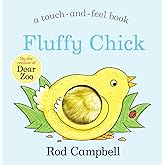 a touch-and-feel book
Fluffy Chick
By the
creator of
Dear
Zoo
Rod Campbell